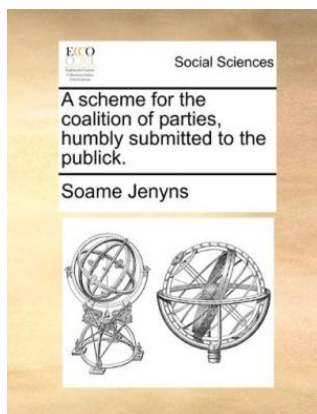 ECCO
Social Sciences
A scheme for the
coalition of parties,
humbly submitted to the
publick.
Soame Jenyns